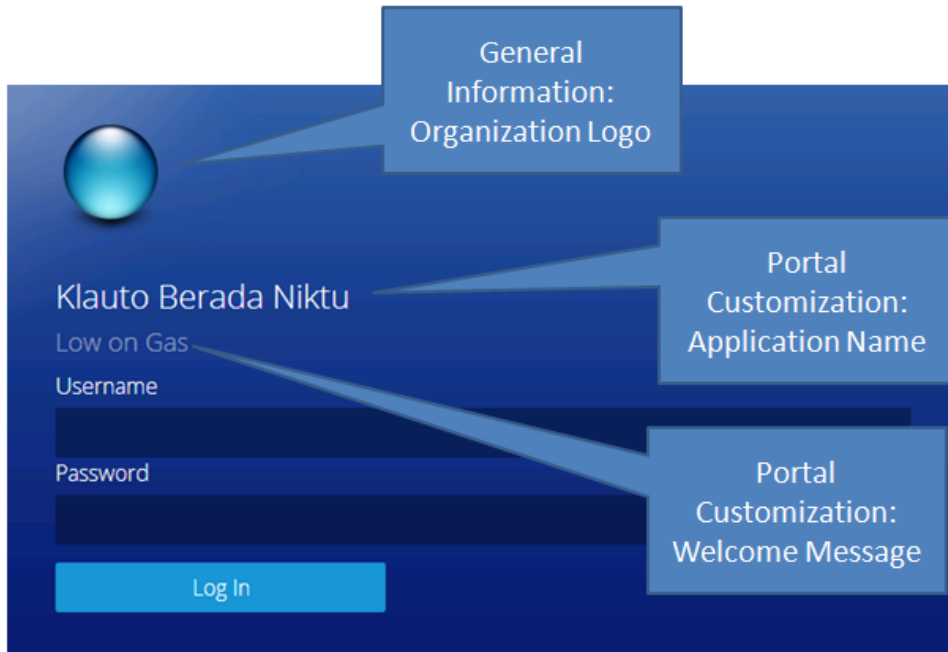 General
Information:
Organization Logo
Klauto Berada Niktu
Portal
Customization:
Application Name
Low on Gas
Username
Password
Portal
Customization:
Welcome Message
Log In